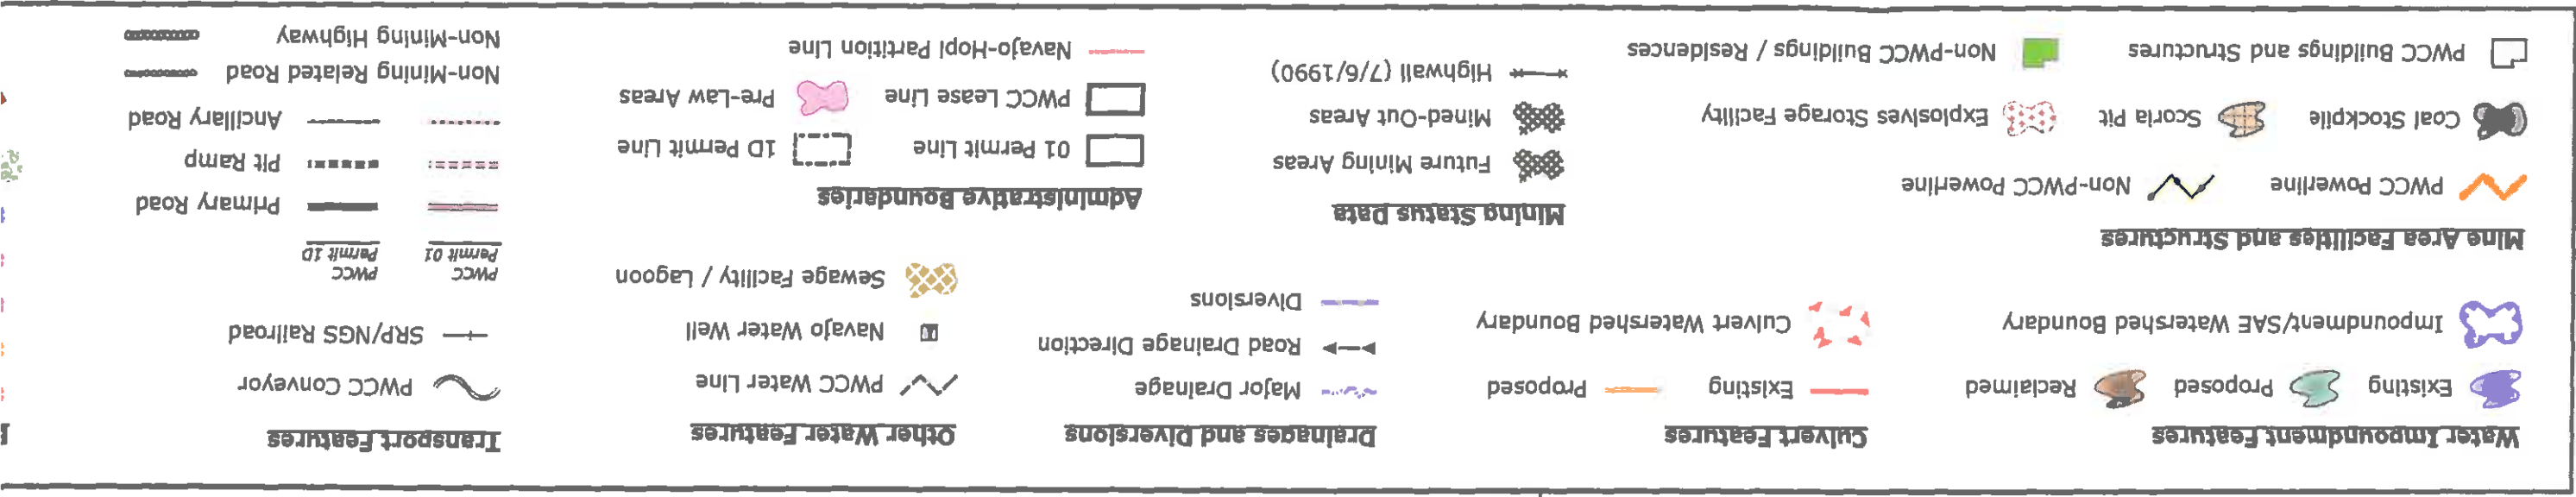 Water Impoundment Features
Existing Proposed Reclaimed
Impoundment/SAE Watershed Boundary
Culvert Features
Existing Proposed
Culvert Watershed Boundary
Drainages and Diversions
Major Drainage
Road Drainage Direction
Diversions
Other Water Features
PWCC Water Line
Navajo Water Well
Sewage Facility / Lagoon
Transport Features
PWCC Conveyor
SRP/NGS Railroad
PWCC PWCC
Permit 01 Permit 1D
Primary Road
Pit Ramp
Ancillary Road
Non-Mining Related Road
Non-Mining Highway
Mine Area Facilities and Structures
PWCC Powerline Non-PWCC Powerline
Coal Stockpile Scoria Pit Explosives Storage Facility
PWCC Buildings and Structures Non-PWCC Buildings / Residences
Mining Status Data
Future Mining Areas
Mined-Out Areas
Highwall (7/6/1990)
Administrative Boundaries
01 Permit Line 1D Permit Line
PWCC Lease Line Pre-Law Areas
Navajo-Hopi Partition Line